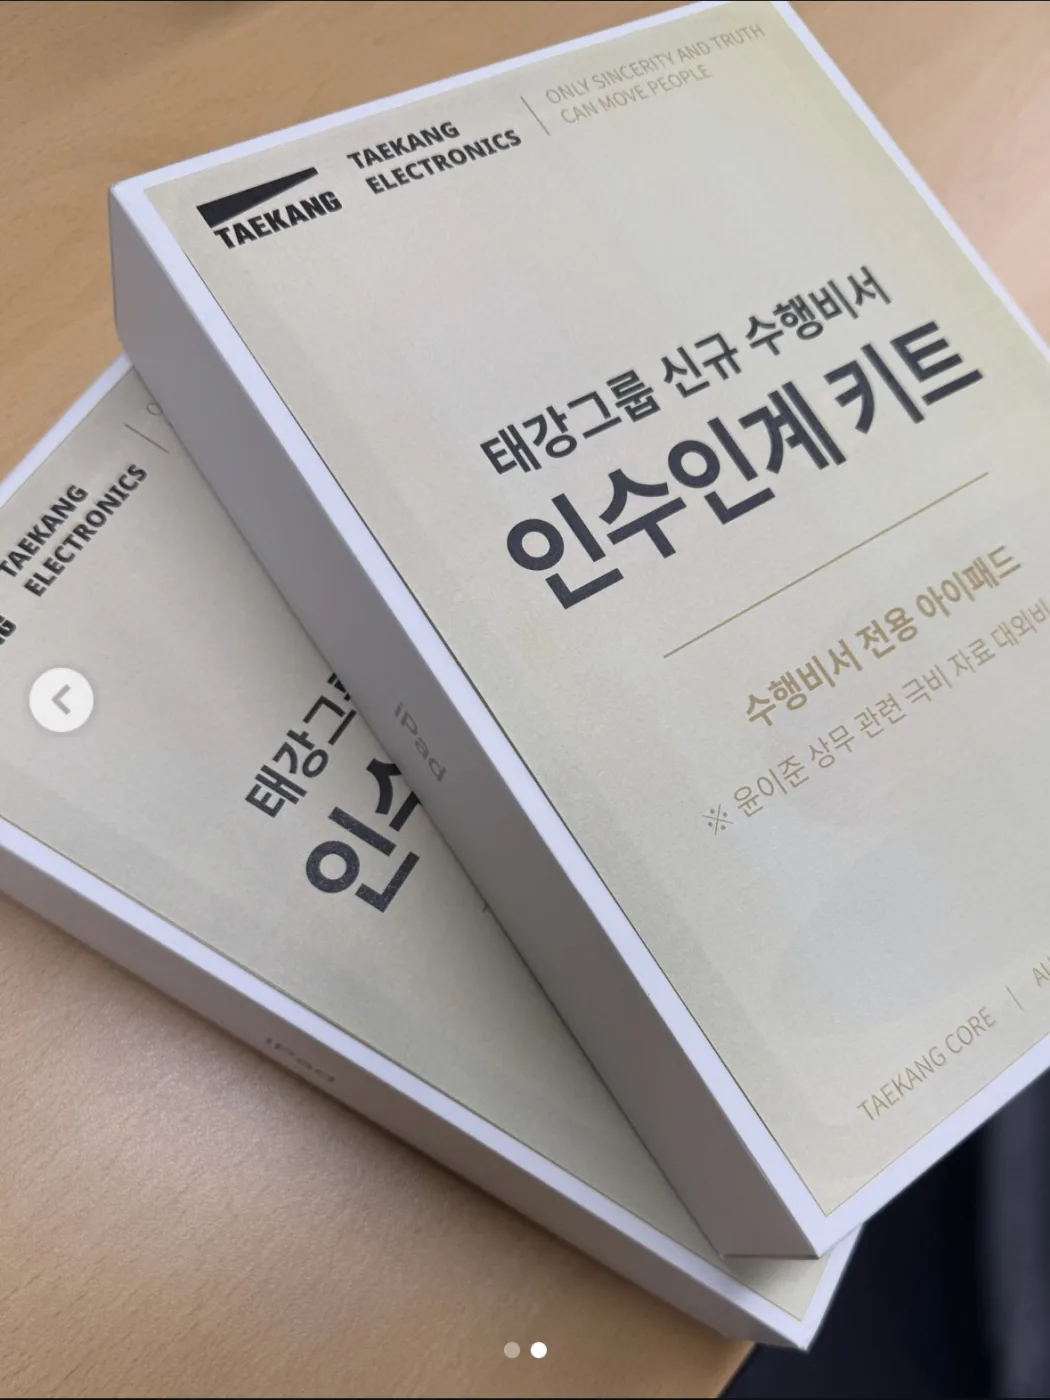 TAEKANG
TAEKANG
ELECTRONICS
ONLY SINCERITY AND TRUTH
CAN MOVE PEOPLE
태강그룹 신규 수행비서
인수인계 키트
수행비서 전용 아이패드
※ 윤이준 상무 관련 극비 자료 대외비
TAEKANG CORE |
iPad
TAEKANG
ELECTRONICS
태강그
인수
iPad